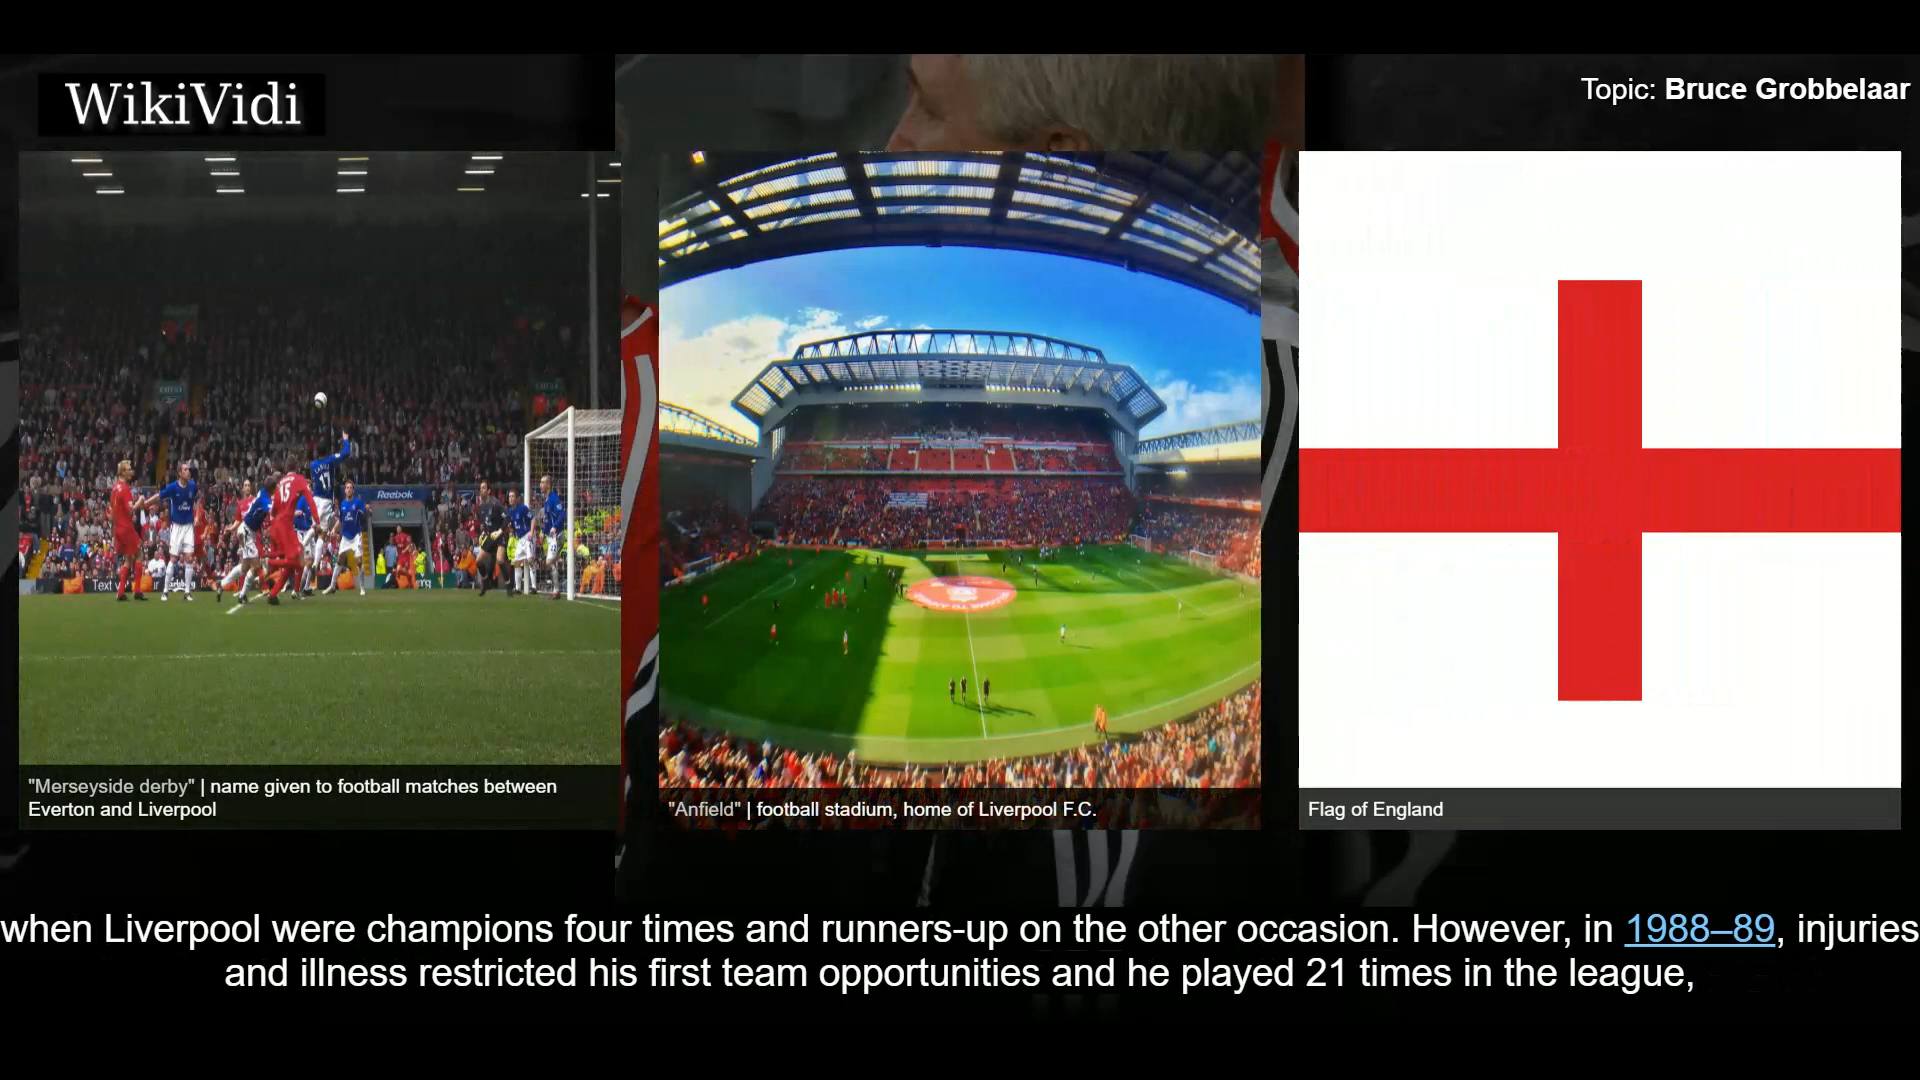 WikiVidi
Topic: Bruce Grobbelaar
Reebok
17
15
"Merseyside derby" | name given to football matches between
Everton and Liverpool
"Anfield" | football stadium, home of Liverpool F.C.
Flag of England
when Liverpool were champions four times and runners-up on the other occasion. However, in 1988–89, injuries
and illness restricted his first team opportunities and he played 21 times in the league,